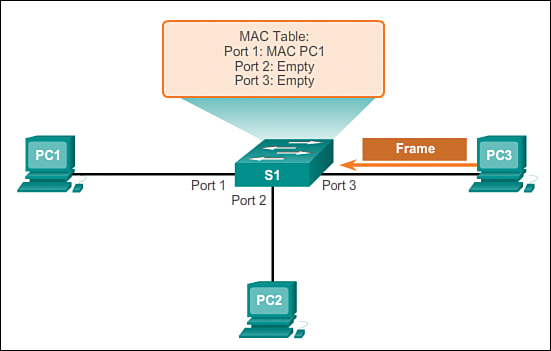 MAC Table:
Port 1: MAC PC1
Port 2: Empty
Port 3: Empty
PC1
Frame
PC3
S1
Port 1
Port 3
Port 2
PC2